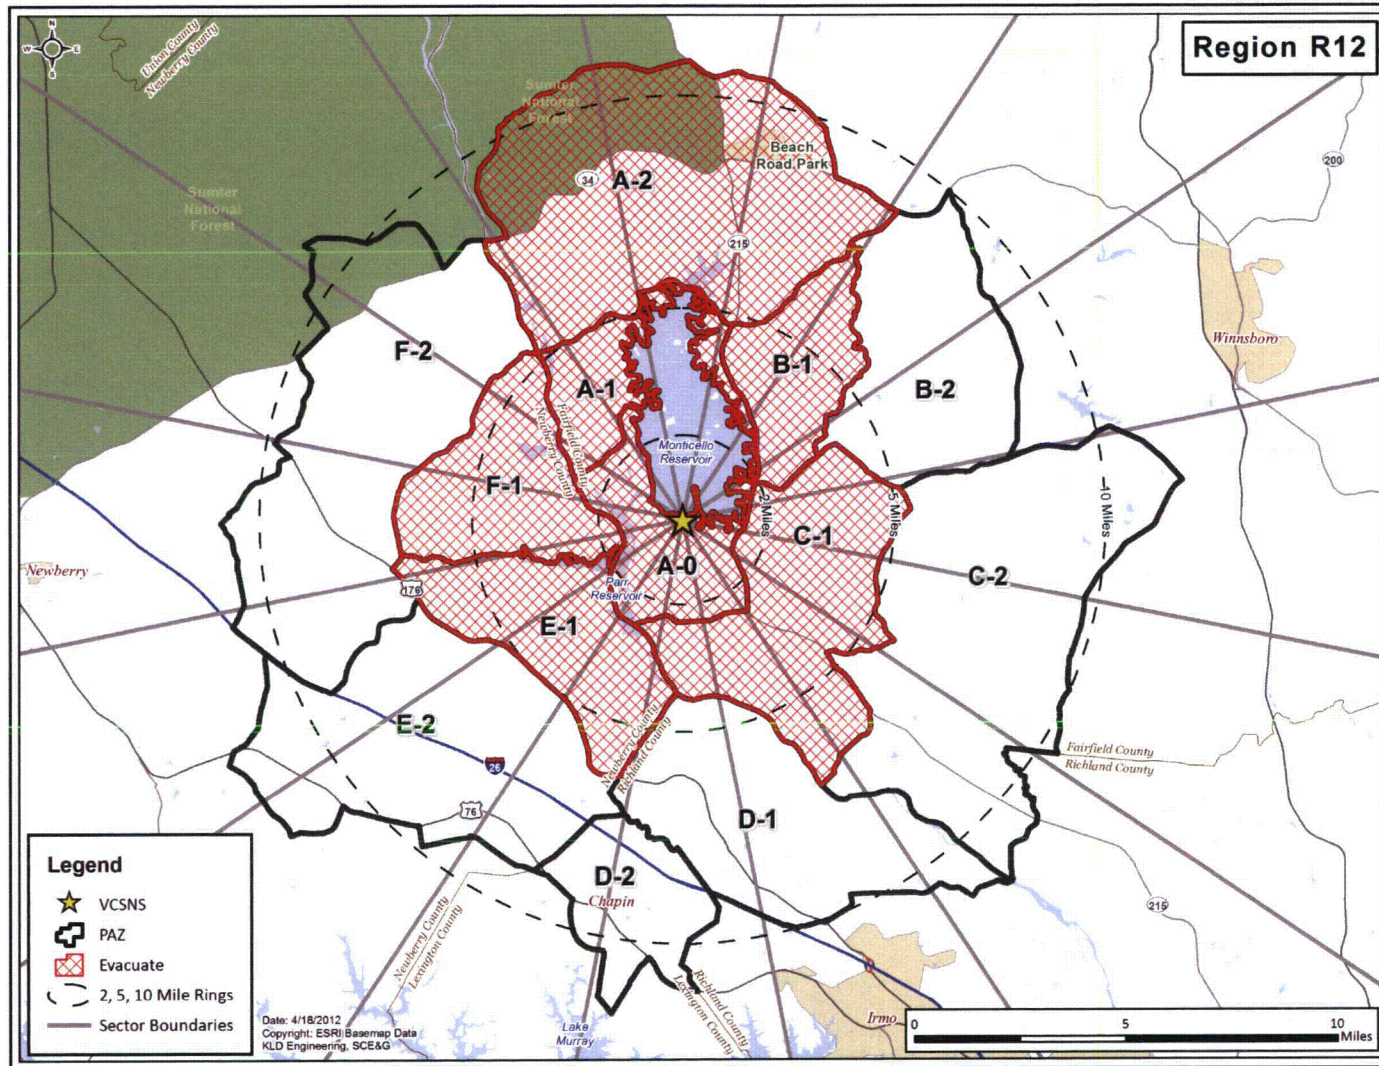 Region R12
N
W
E
S
Union County
Newberry County
Sumter
National
Forest
Beach
Road Park
200
34
A-2
Sumter
National
Forest
215
Winnsboro
F-2
A-1
B-1
B-2
Fairfield County
Newberry County
Monticello
Reservoir
F-1
2 Miles
5 Miles
10 Miles
C-1
A-0
C-2
Newberry
176
Parr
Reservoir
E-1
E-2
Newberry County
Richland County
Fairfield County
Richland County
26
76
D-1
D-2
Chapin
215
Newberry County
Lexington County
Richland County
Lexington County
Irmo
Lake
Murray
Legend
VCSNS
PAZ
Evacuate
2, 5, 10 Mile Rings
Sector Boundaries
Date: 4/18/2012
Copyright: ESRI Basemap Data
KLD Engineering, SCE&G
0
5
10
Miles